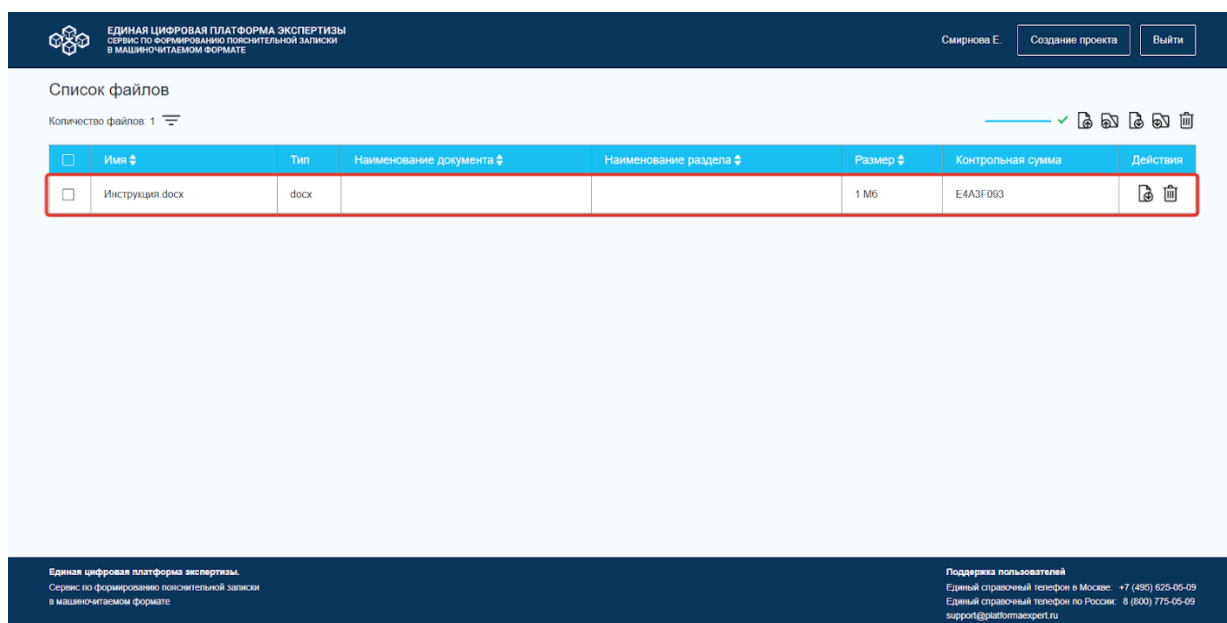 ЕДИНАЯ ЦИФРОВАЯ ПЛАТФОРМА ЭКСПЕРТИЗЫ
СЕРВИС ПО ФОРМИРОВАНИЮ ПОЯСНИТЕЛЬНОЙ ЗАПИСКИ
В МАШИНОЧИТАЕМОМ ФОРМАТЕ
Смирнова Е.
Создание проекта
Выйти
Список файлов
Количество файлов: 1
Имя Тип Наименование документа Наименование раздела Размер Контрольная сумма Действия
Инструкция.docx docx 1 Мб E4A3F093
Единая цифровая платформа экспертизы.
Сервис по формированию пояснительной записки
в машиночитаемом формате
Поддержка пользователей
Единый справочный телефон в Москве: +7 (495) 625-05-09
Единый справочный телефон по России: 8 (800) 775-05-09
support@platformaexpert.ru